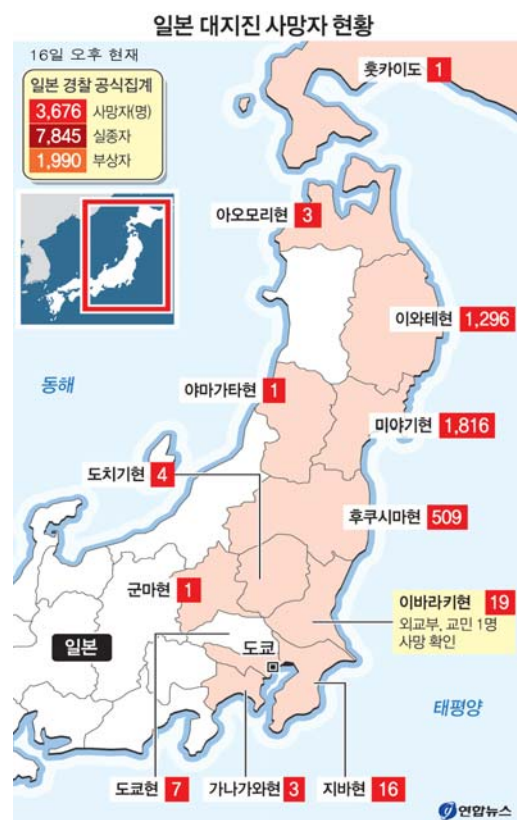 일본 대지진 사망자 현황
16일 오후 현재
일본 경찰 공식집계
3,676 사망자(명)
7,845 실종자
1,990 부상자
홋카이도 1
아오모리현 3
이와테현 1,296
동해
야마가타현 1
미야기현 1,816
도치기현 4
후쿠시마현 509
군마현 1
이바라키현 19
외교부, 교민 1명
사망 확인
일본
도쿄
태평양
도쿄현 7
가나가와현 3
지바현 16
연합뉴스